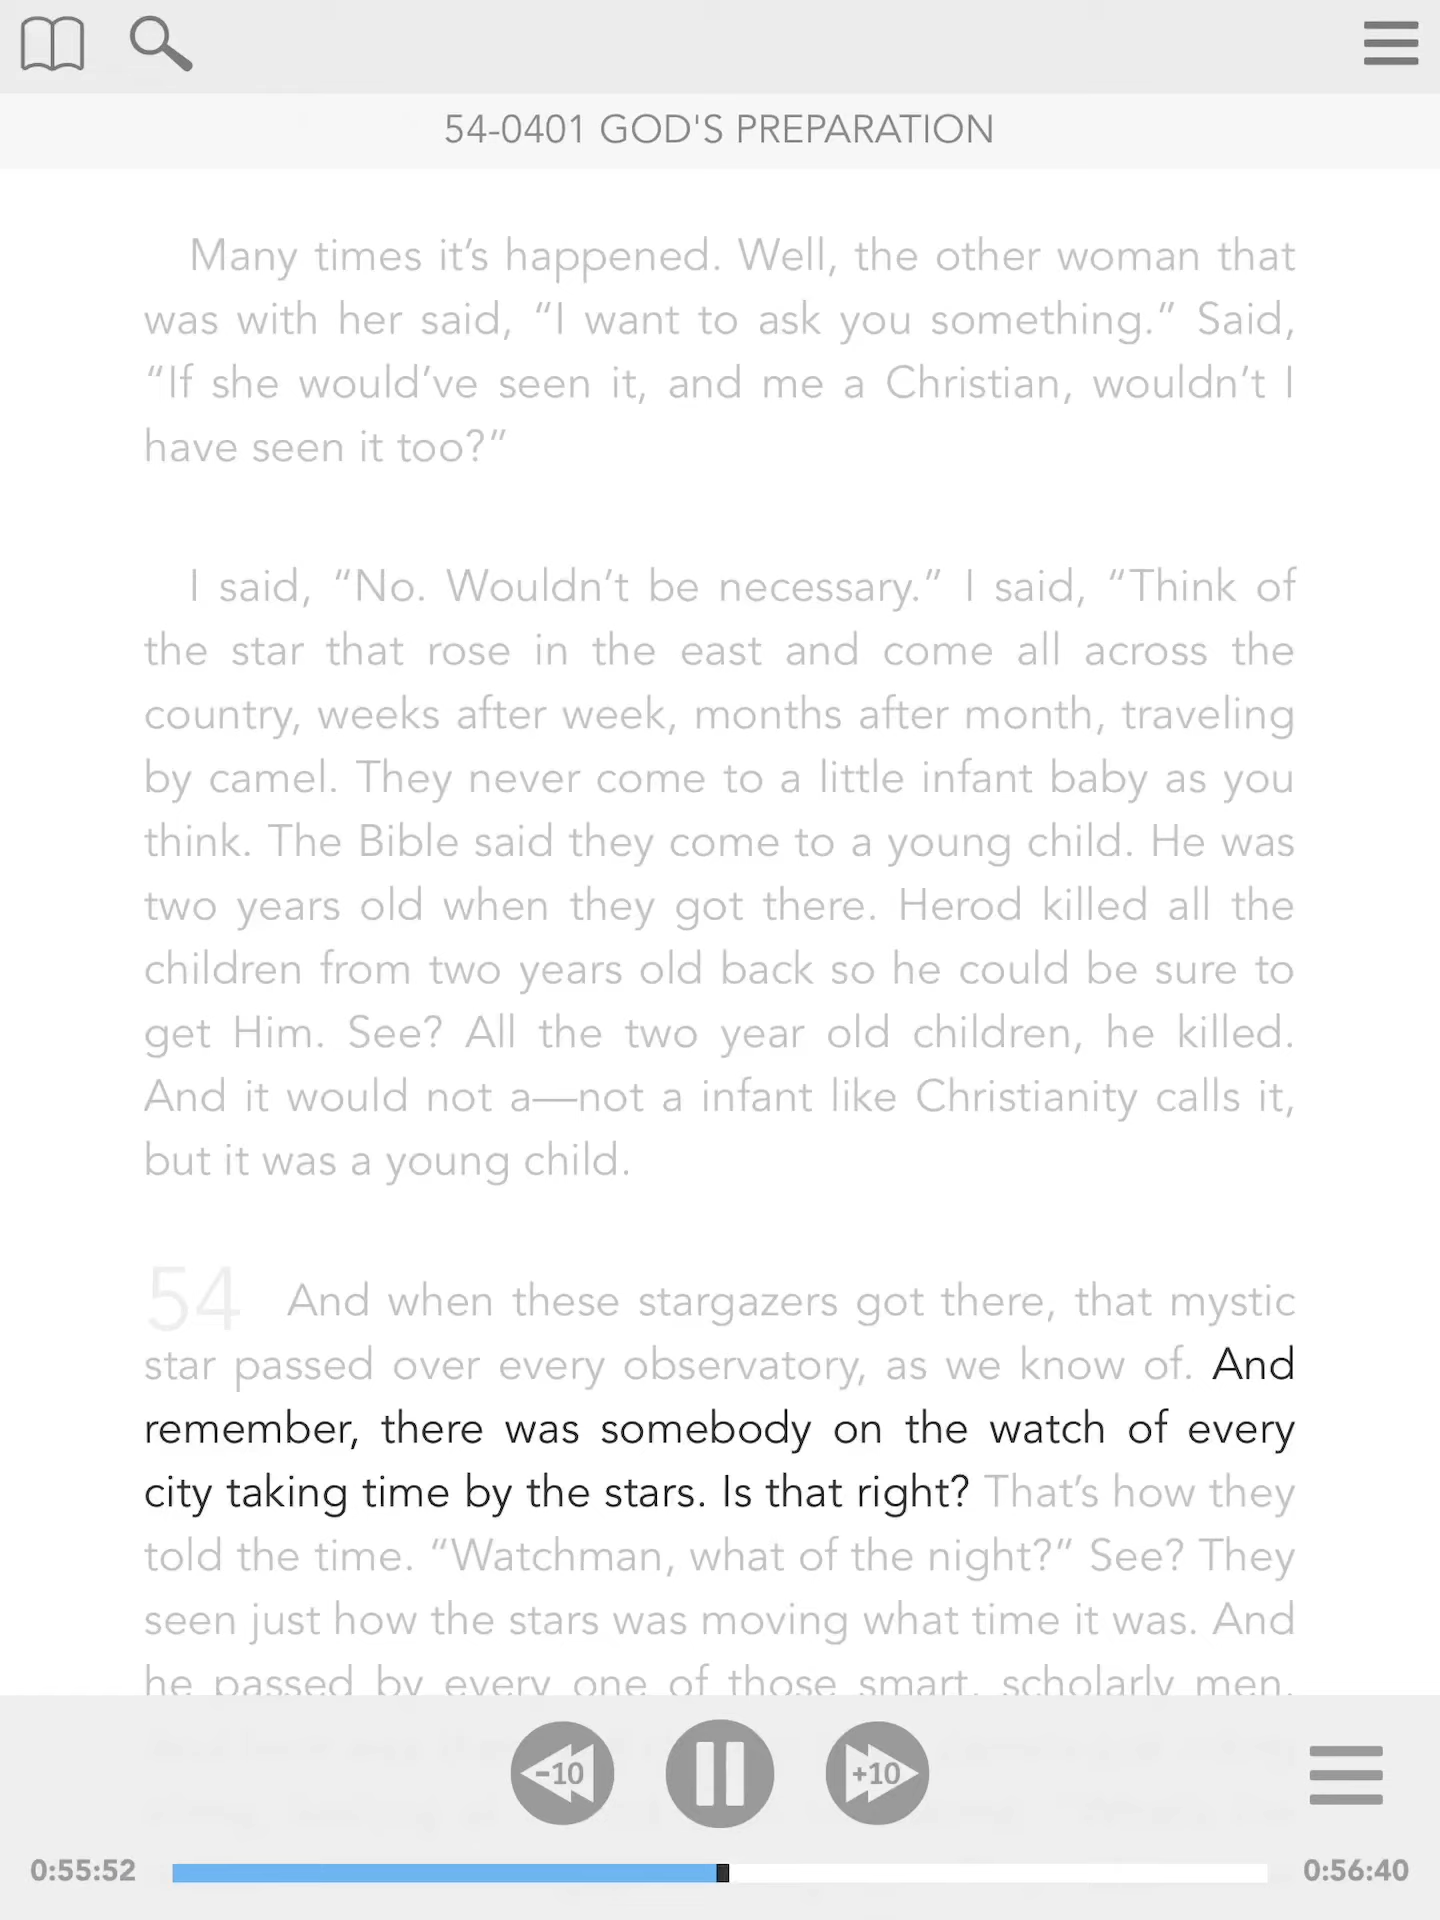 54-0401 GOD'S PREPARATION
Many times it’s happened. Well, the other woman that
was with her said, “I want to ask you something.” Said,
“If she would’ve seen it, and me a Christian, wouldn’t I
have seen it too?”
I said, “No. Wouldn’t be necessary.” I said, “Think of
the star that rose in the east and come all across the
country, weeks after week, months after month, traveling
by camel. They never come to a little infant baby as you
think. The Bible said they come to a young child. He was
two years old when they got there. Herod killed all the
children from two years old back so he could be sure to
get Him. See? All the two year old children, he killed.
And it would not a—not a infant like Christianity calls it,
but it was a young child.
54 And when these stargazers got there, that mystic
star passed over every observatory, as we know of. And
remember, there was somebody on the watch of every
city taking time by the stars. Is that right? That’s how they
told the time. “Watchman, what of the night?” See? They
seen just how the stars was moving what time it was. And
he passed by every one of those smart, scholarly men,
-10 +10
0:55:52 0:56:40